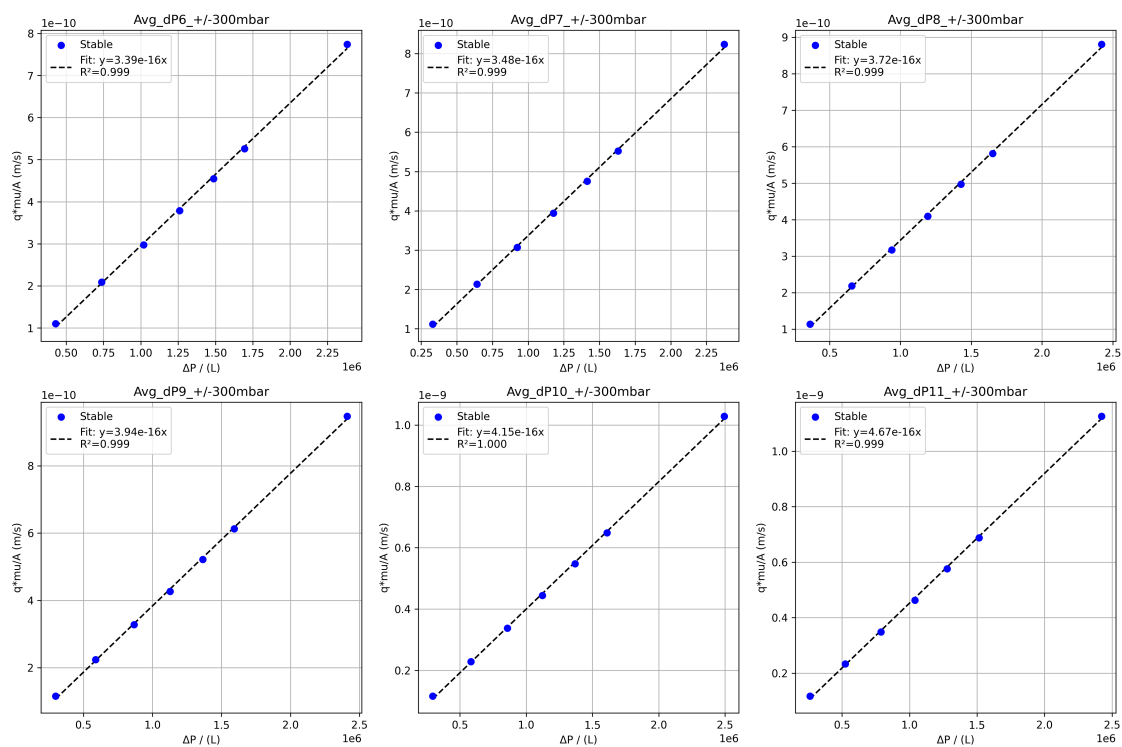 Avg_dP6_+/-300mbar
1e−10
Stable
Fit: y=3.39e-16x
R²=0.999
8
7
6
5
4
3
2
1
q*mu/A (m/s)
0.50 0.75 1.00 1.25 1.50 1.75 2.00 2.25
ΔP / (L)
1e6
Avg_dP7_+/-300mbar
1e−10
Stable
Fit: y=3.48e-16x
R²=0.999
8
7
6
5
4
3
2
1
q*mu/A (m/s)
0.25 0.50 0.75 1.00 1.25 1.50 1.75 2.00 2.25
ΔP / (L)
1e6
Avg_dP8_+/-300mbar
1e−10
Stable
Fit: y=3.72e-16x
R²=0.999
9
8
7
6
5
4
3
2
1
q*mu/A (m/s)
0.5 1.0 1.5 2.0 2.5
ΔP / (L)
1e6
Avg_dP9_+/-300mbar
1e−10
Stable
Fit: y=3.94e-16x
R²=0.999
8
6
4
2
q*mu/A (m/s)
0.5 1.0 1.5 2.0 2.5
ΔP / (L)
1e6
Avg_dP10_+/-300mbar
1e−9
Stable
Fit: y=4.15e-16x
R²=1.000
1.0
0.8
0.6
0.4
0.2
q*mu/A (m/s)
0.5 1.0 1.5 2.0 2.5
ΔP / (L)
1e6
Avg_dP11_+/-300mbar
1e−9
Stable
Fit: y=4.67e-16x
R²=0.999
1.0
0.8
0.6
0.4
0.2
q*mu/A (m/s)
0.5 1.0 1.5 2.0 2.5
ΔP / (L)
1e6